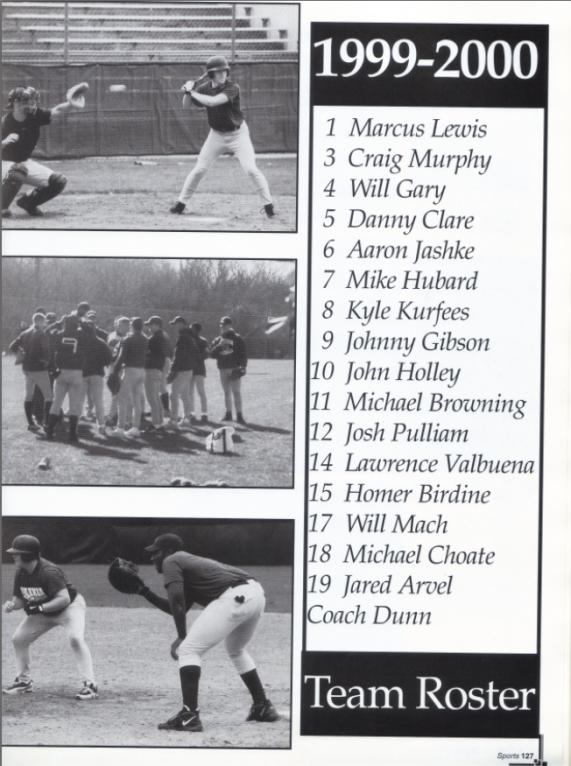 1999-2000
1 Marcus Lewis
3 Craig Murphy
4 Will Gary
5 Danny Clare
6 Aaron Jashke
7 Mike Hubard
8 Kyle Kurfees
9 Johnny Gibson
10 John Holley
11 Michael Browning
12 Josh Pulliam
14 Lawrence Valbuena
15 Homer Birdine
17 Will Mach
18 Michael Choate
19 Jared Arvel
Coach Dunn
Team Roster
Sports 127
7